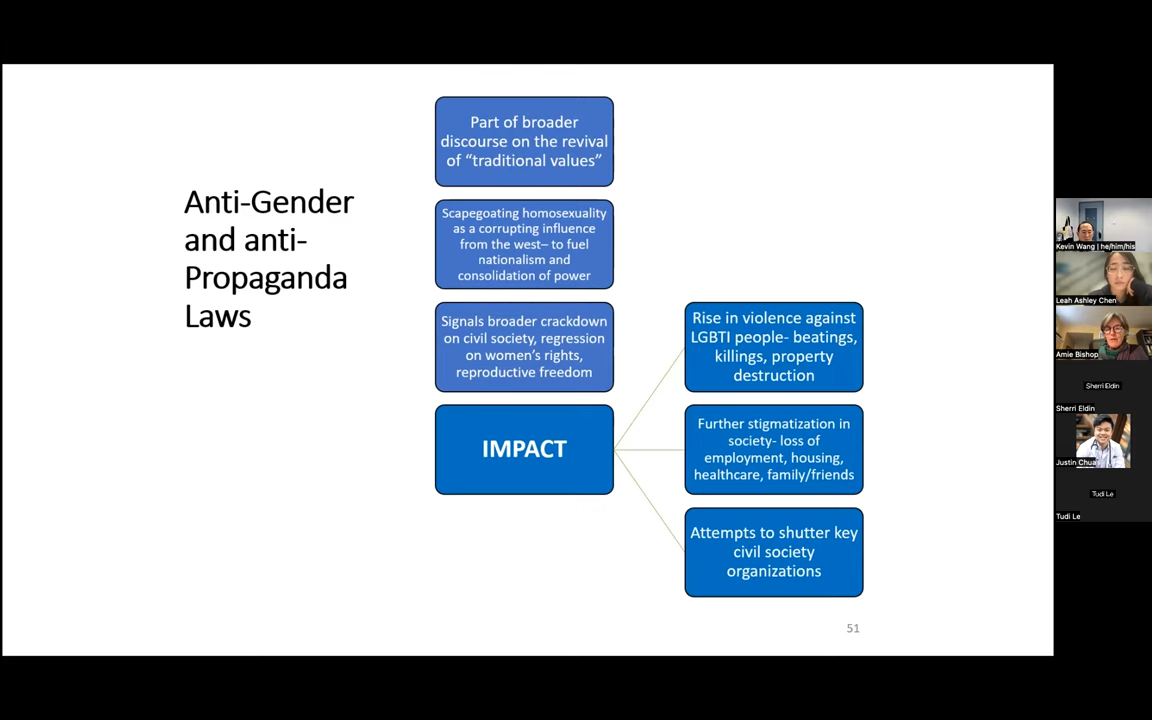 Anti-Gender
and anti-
Propaganda
Laws
Part of broader
discourse on the revival
of “traditional values”
Scapegoating homosexuality
as a corrupting influence
from the west– to fuel
nationalism and
consolidation of power
Signals broader crackdown
on civil society, regression
on women’s rights,
reproductive freedom
IMPACT
Rise in violence against
LGBTI people- beatings,
killings, property
destruction
Further stigmatization in
society- loss of
employment, housing,
healthcare, family/friends
Attempts to shutter key
civil society
organizations
51
Kevin Wang | he/him/his
Leah Ashley Chen
Amie Bishop
Sherri Eldin
Sherri Eldin
Justin Chua
Tudi Le
Tudi Le